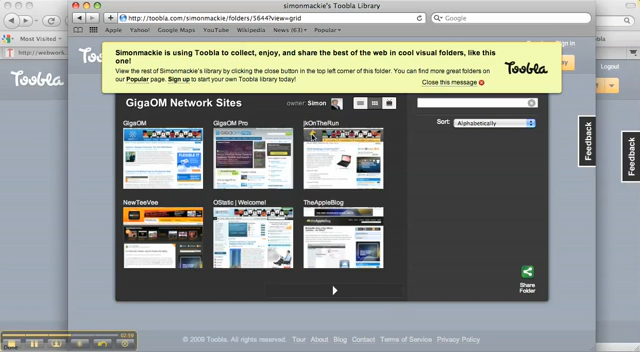 simonmackie's Toobla Library
http://toobla.com/simonmackie/folders/5644?view=grid
Google
Apple Yahoo! Google Maps YouTube Wikipedia News (63) Popular
Most Visited
http://webwork.
Sign in
Logout
Simonmackie is using Toobla to collect, enjoy, and share the best of the web in cool visual folders, like this one!
View the rest of Simonmackie's library by clicking the close button in the top left corner of this folder. You can find more great folders on
our Popular page. Sign up to start your own Toobla library today!
Close this message
Toobla
GigaOM Network Sites
owner: Simon
Sort: Alphabetically
GigaOM
GigaOM Pro
jkOnTheRun
NewTeeVee
OStatic | Welcome!
TheAppleBlog
Feedback
Feedback
Share
Folder
02:59
© 2009 Toobla. All rights reserved. Tour About Blog Contact Terms of Service Privacy Policy